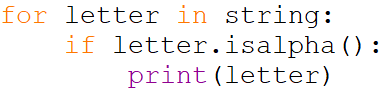 for letter in string:
    if letter.isalpha():
        print(letter)